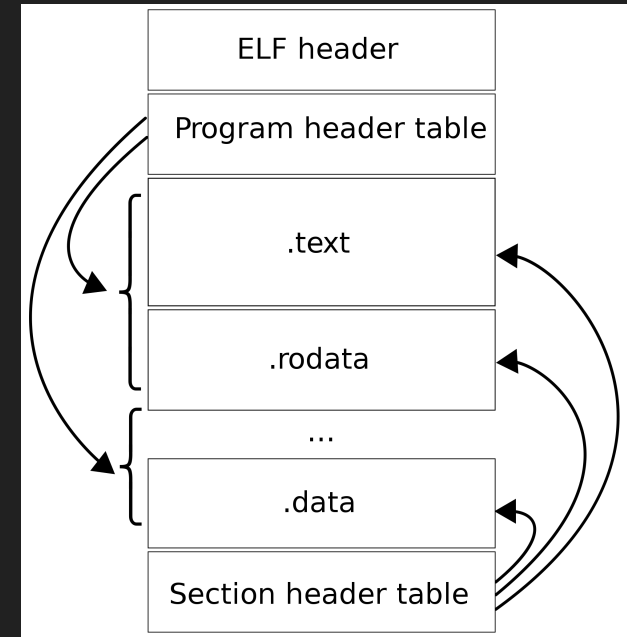 ELF header
Program header table
.text
.rodata
...
.data
Section header table